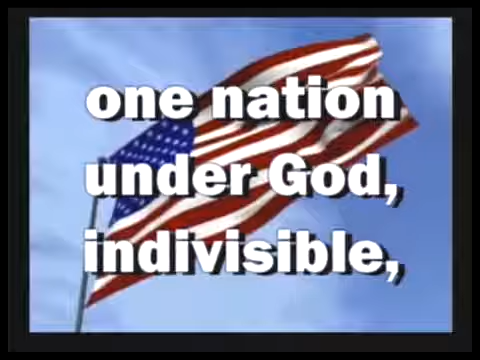 one nation
under God,
indivisible,